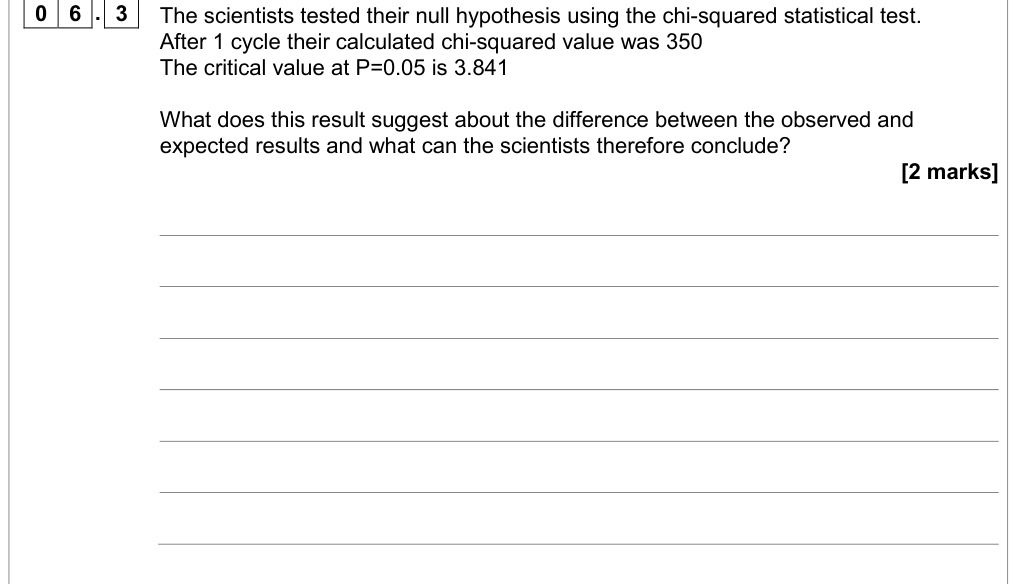 06.3 The scientists tested their null hypothesis using the chi-squared statistical test.
After 1 cycle their calculated chi-squared value was 350
The critical value at P=0.05 is 3.841
What does this result suggest about the difference between the observed and
expected results and what can the scientists therefore conclude?
[2 marks]